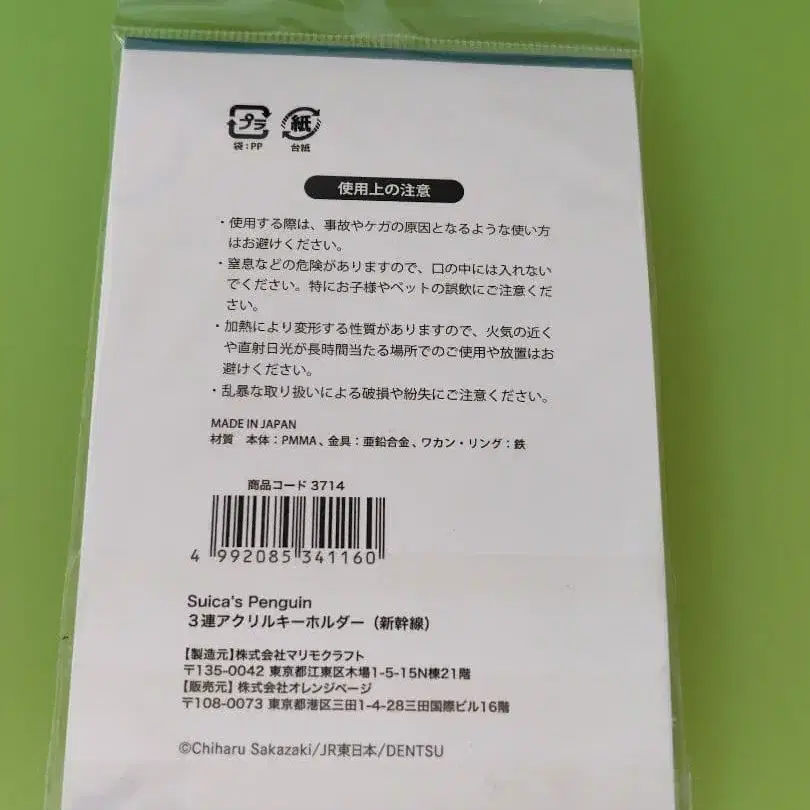 プラ 紙
袋：PP 台紙
使用上の注意
・使用する際は、事故やケガの原因となるような使い方
はお避けください。
・窒息などの危険がありますので、口の中には入れない
でください。特にお子様やペットの誤飲にご注意くだ
さい。
・加熱により変形する性質がありますので、火気の近く
や直射日光が長時間当たる場所でのご使用や放置はお
避けください。
・乱暴な取り扱いによる破損や紛失にご注意ください。
MADE IN JAPAN
材質　本体：PMMA、金具：亜鉛合金、ワカン・リング：鉄
商品コード 3714
4 992085 341160
Suica's Penguin
３連アクリルキーホルダー（新幹線）
【製造元】株式会社マリモクラフト
〒135-0042 東京都江東区木場1-5-15N棟21階
【販売元】株式会社オレンジページ
〒108-0073 東京都港区三田1-4-28三田国際ビル16階
©Chiharu Sakazaki/JR東日本/DENTSU